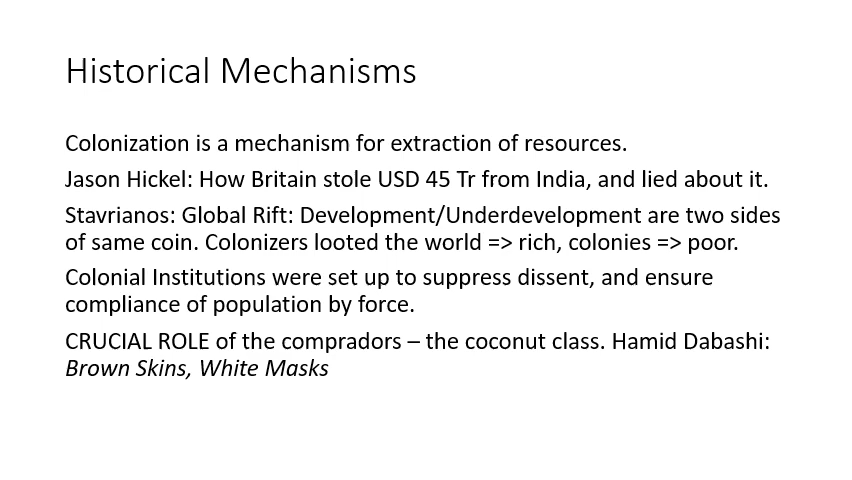 Historical Mechanisms
Colonization is a mechanism for extraction of resources.
Jason Hickel: How Britain stole USD 45 Tr from India, and lied about it.
Stavrianos: Global Rift: Development/Underdevelopment are two sides
of same coin. Colonizers looted the world => rich, colonies => poor.
Colonial Institutions were set up to suppress dissent, and ensure
compliance of population by force.
CRUCIAL ROLE of the compradors – the coconut class. Hamid Dabashi:
Brown Skins, White Masks